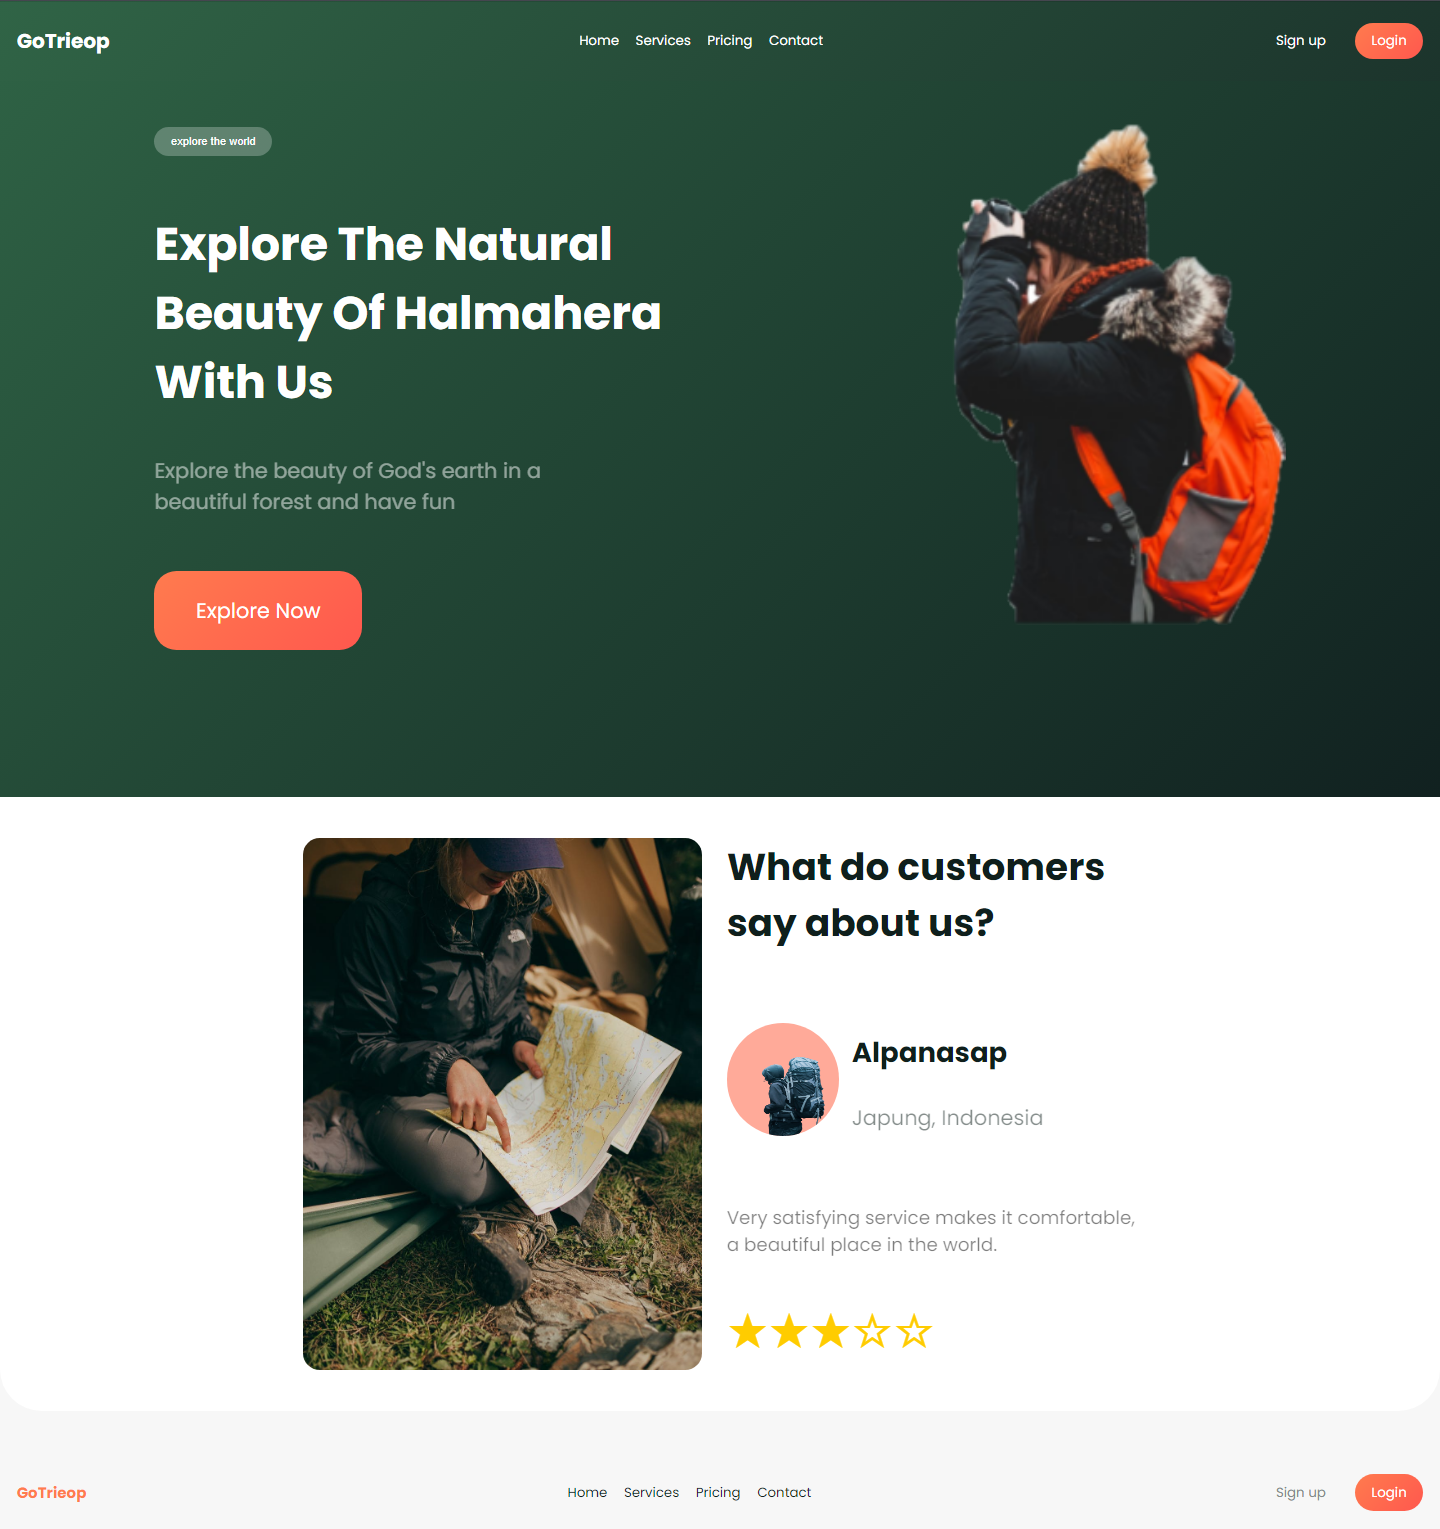 GoTrieop
Home Services Pricing Contact
Sign up
Login
explore the world
Explore The Natural
Beauty Of Halmahera
With Us
Explore the beauty of God's earth in a
beautiful forest and have fun
Explore Now
What do customers
say about us?
Alpanasap
Japung, Indonesia
Very satisfying service makes it comfortable,
a beautiful place in the world.
GoTrieop
Home Services Pricing Contact
Sign up
Login